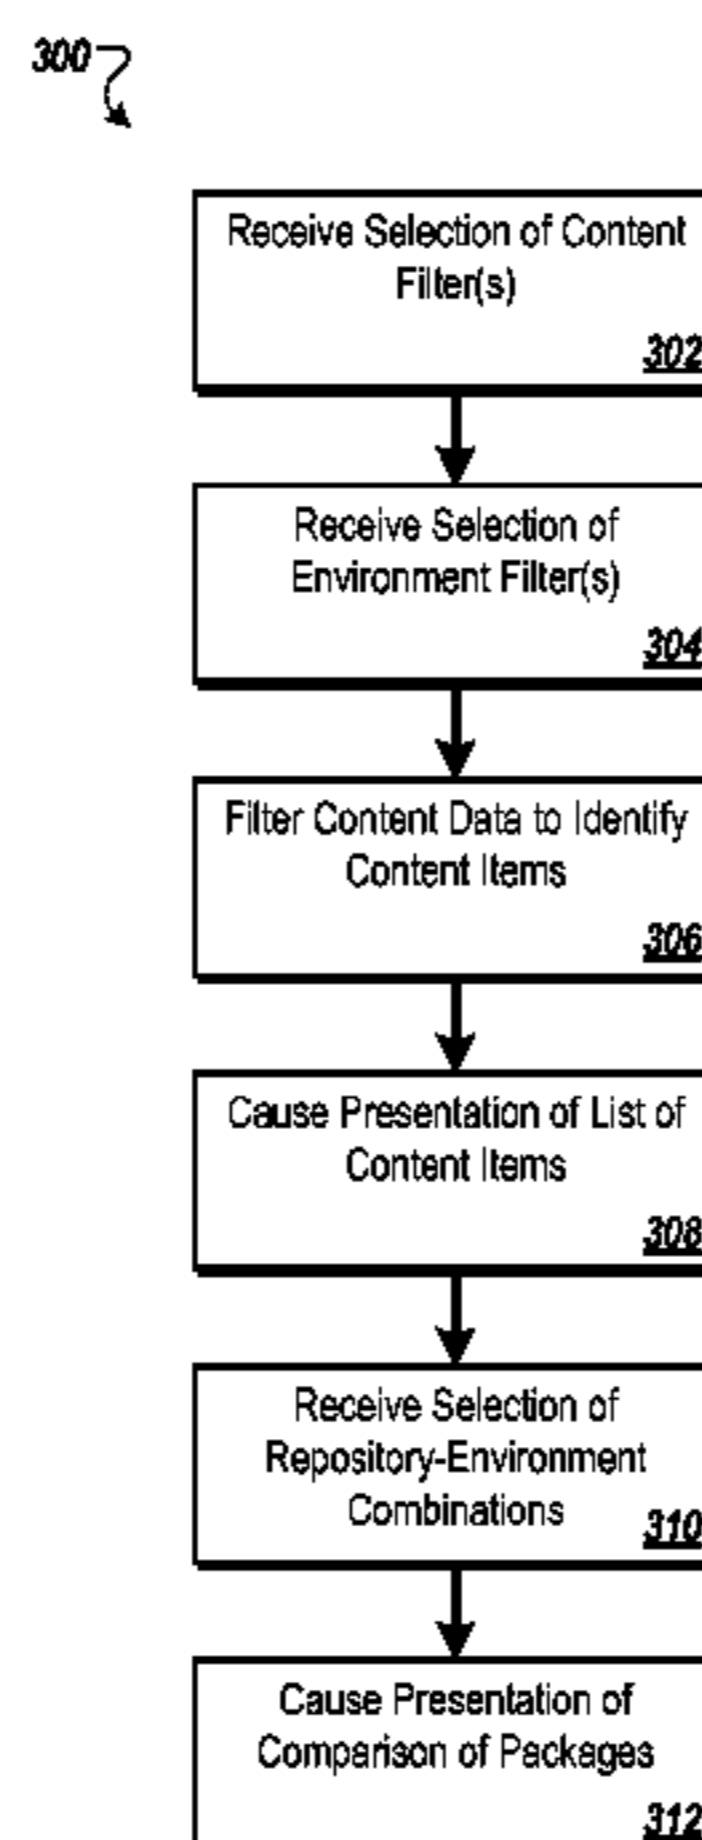 300
Receive Selection of Content
Filter(s)
302
Receive Selection of
Environment Filter(s)
304
Filter Content Data to Identify
Content Items
306
Cause Presentation of List of
Content Items
308
Receive Selection of
Repository-Environment
Combinations
310
Cause Presentation of
Comparison of Packages
312